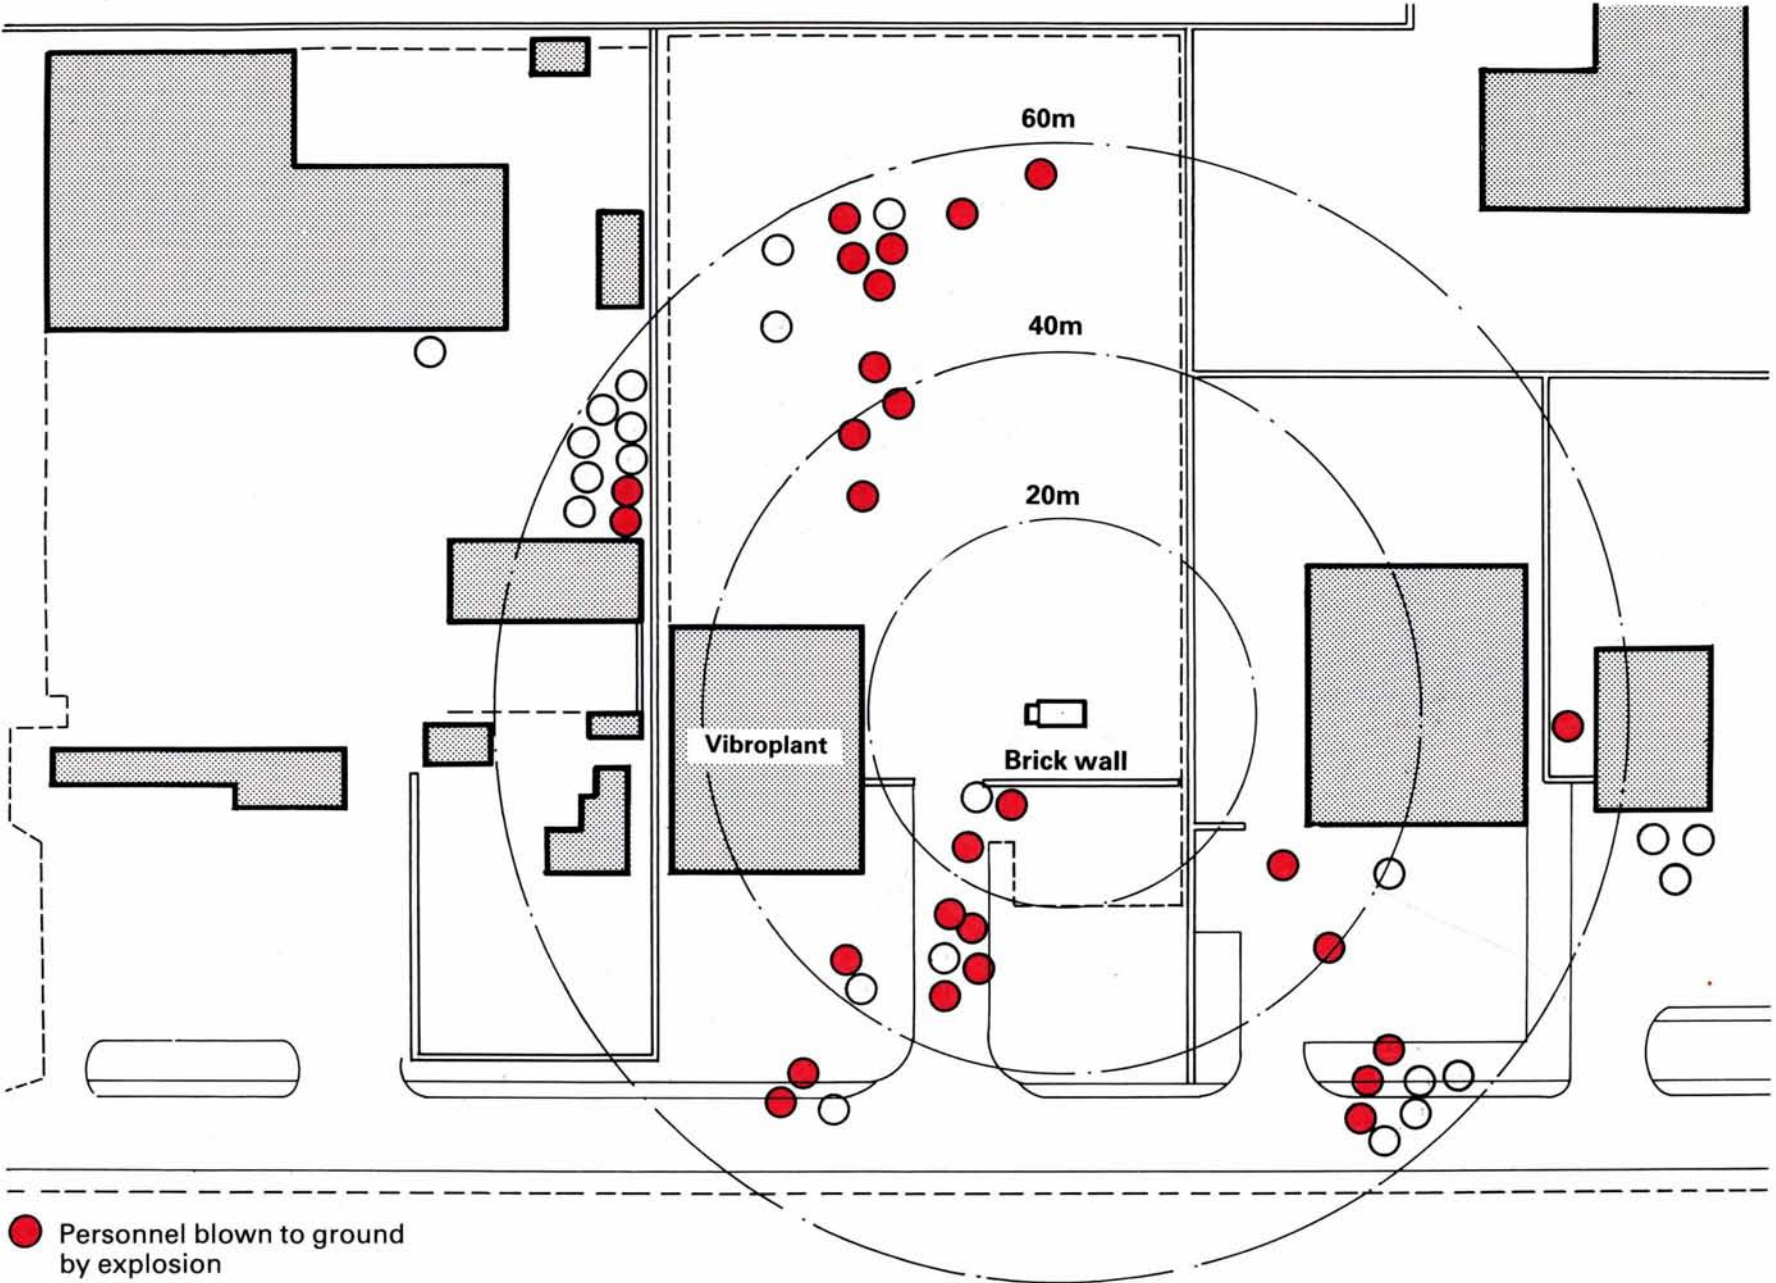 60m
40m
20m
Vibroplant
Brick wall
Personnel blown to ground
by explosion